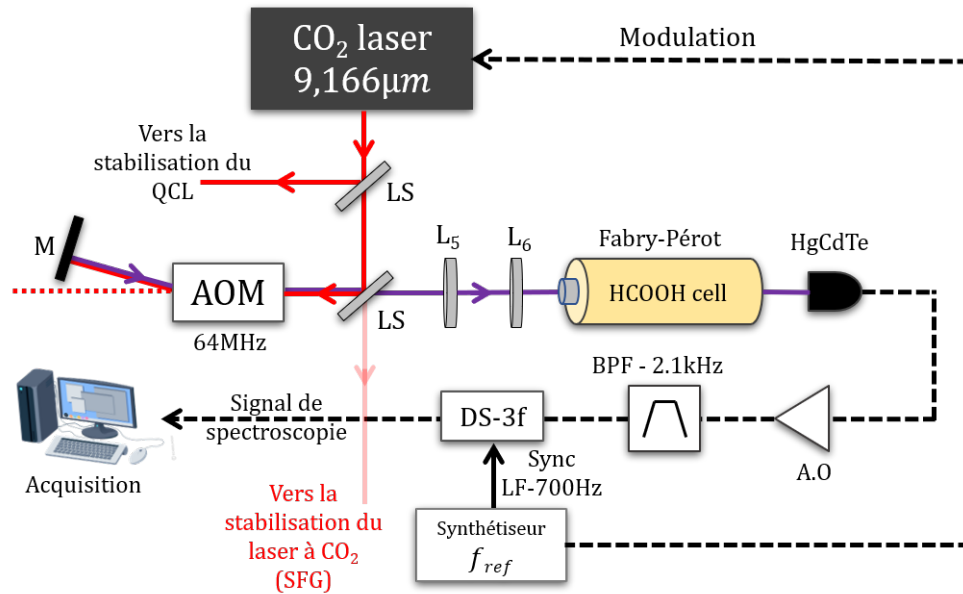 CO₂ laser
9,166µm
Modulation
Vers la
stabilisation du
QCL
LS
M
AOM
64MHz
LS
L₅
L₆
Fabry-Pérot
HCOOH cell
HgCdTe
BPF - 2.1kHz
A.O
DS-3f
Signal de
spectroscopie
Acquisition
Sync
LF-700Hz
Synthétiseur
f_ref
Vers la
stabilisation du
laser à CO₂
(SFG)